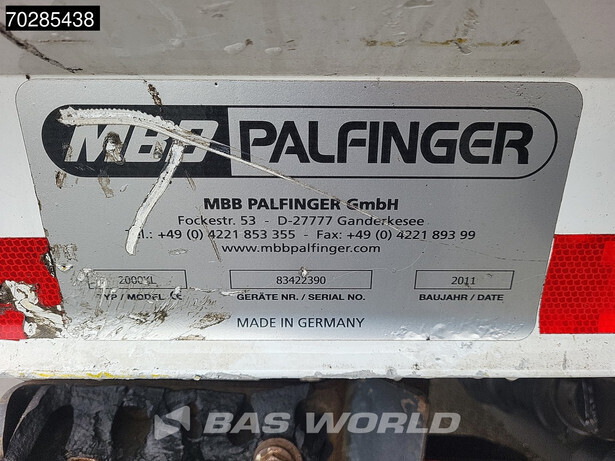 70285438
MBB PALFINGER
MBB PALFINGER GmbH
Fockestr. 53 - D-27777 Ganderkesee
Tel.: +49 (0) 4221 853 355 - Fax: +49 (0) 4221 893 99
www.mbbpalfinger.com
83422390 2011
TYP / MODEL GERÄTE NR. / SERIAL NO. BAUJAHR / DATE
MADE IN GERMANY
BAS WORLD